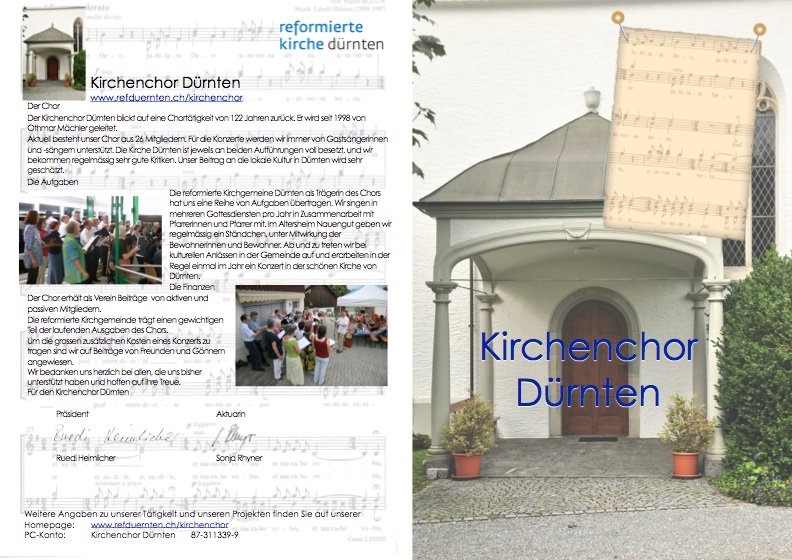 reformierte
kirche dürnten
Kirchenchor Dürnten
www.refduernten.ch/kirchenchor
Der Chor
Der Kirchenchor Dürnten blickt auf eine Chortätigkeit von 122 Jahren zurück. Er wird seit 1998 von
Othmar Mächler geleitet.
Aktuell besteht unser Chor aus 26 Mitgliedern. Für die Konzerte werden wir immer von Gastsängerinnen
und -sängern unterstützt. Die Kirche Dürnten ist jeweils an beiden Aufführungen voll besetzt, und wir
bekommen regelmässig sehr gute Kritiken. Unser Beitrag an die lokale Kultur in Dürnten wird sehr
geschätzt.
Die Aufgaben
Die reformierte Kirchgemeine Dürnten als Trägerin des Chors
hat uns eine Reihe von Aufgaben übertragen. Wir singen in
mehreren Gottesdiensten pro Jahr in Zusammenarbeit mit
Pfarrerinnen und Pfarrer mit. Im Altersheim Nauengut geben wir
regelmässig ein Ständchen, unter Mitwirkung der
Bewohnerinnen und Bewohner. Ab und zu treten wir bei
kulturellen Anlässen in der Gemeinde auf und erarbeiten in der
Regel einmal im Jahr ein Konzert in der schönen Kirche von
Dürnten.
Die Finanzen
Der Chor erhält als Verein Beiträge von aktiven und
passiven Mitgliedern.
Die reformierte Kirchgemeinde trägt einen gewichtigen
Teil der laufenden Ausgaben des Chors.
Um die grossen zusätzlichen Kosten eines Konzerts zu
tragen sind wir auf Beiträge von Freunden und Gönnern
angewiesen.
Wir bedanken uns herzlich bei allen, die uns bisher
unterstützt haben und hoffen auf ihre Treue.
Für den Kirchenchor Dürnten
Präsident Aktuarin
Ruedi Heimlicher
Ruedi Heimlicher Sonja Rhyner
Weitere Angaben zu unserer Tätigkeit und unseren Projekten finden Sie auf unserer
Homepage: www.refduernten.ch/kirchenchor
PC-Konto: Kirchenchor Dürnten 87-311339-9
Kirchenchor
Dürnten